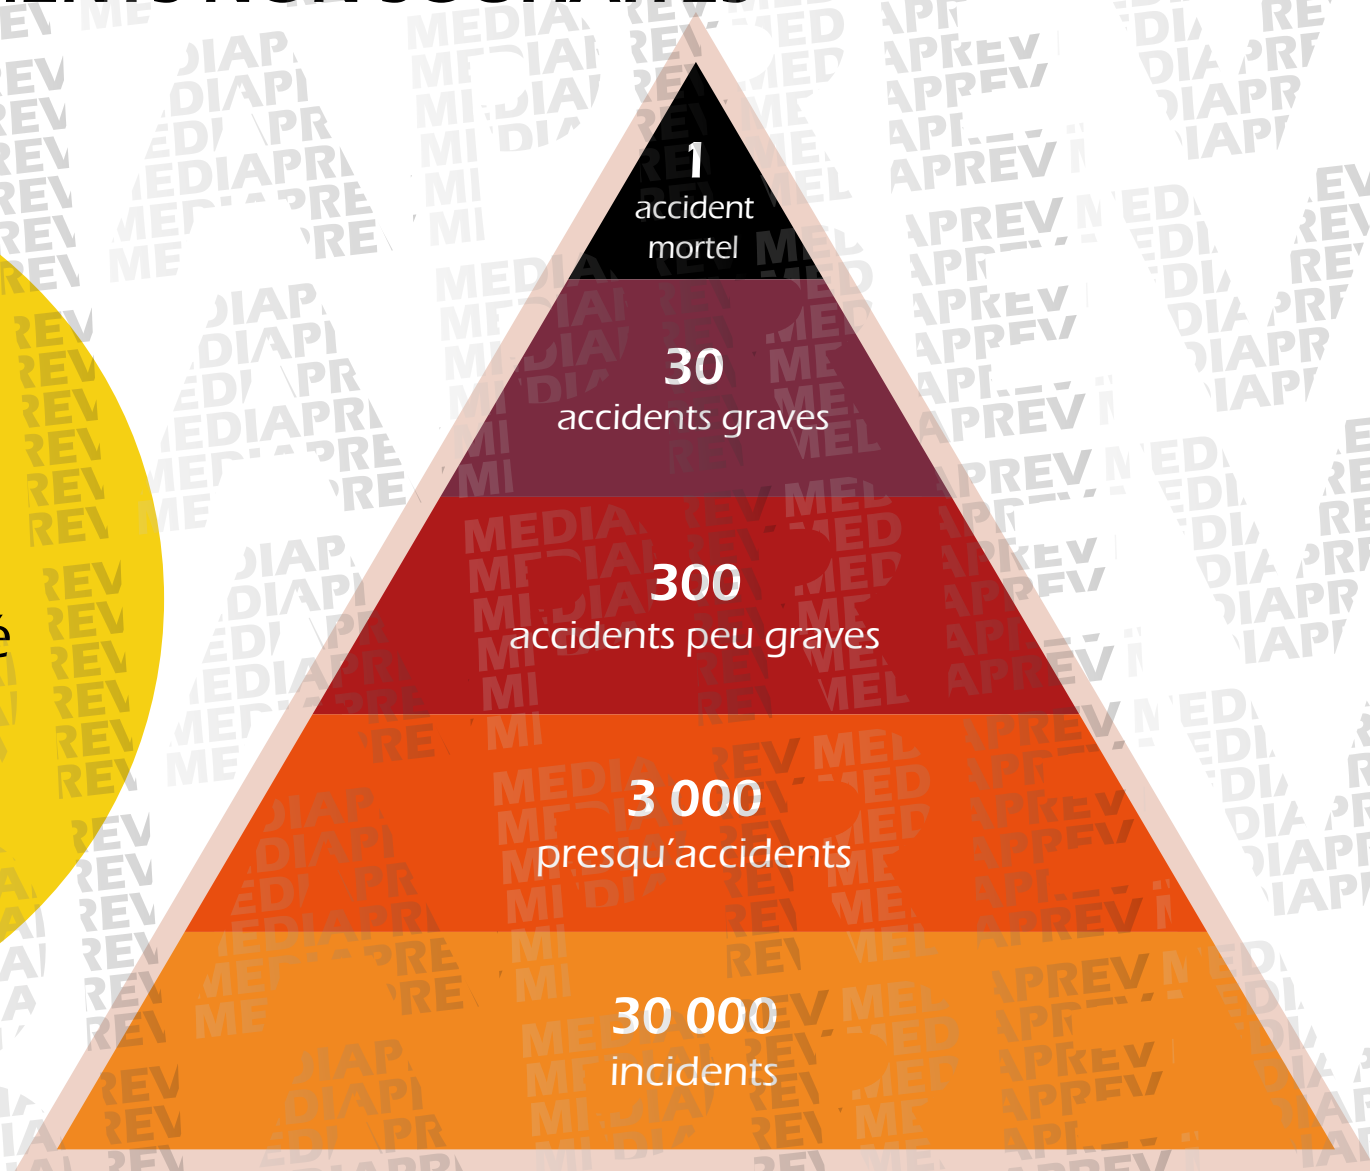 1
accident
mortel
30
accidents graves
300
accidents peu graves
3 000
presqu’accidents
30 000
incidents